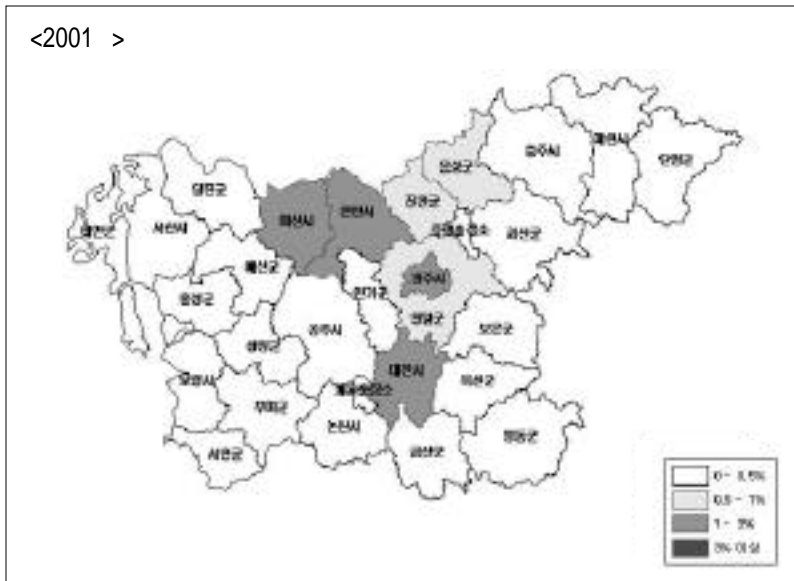 <2001 >
음성군
충주시
제천시
단양군
당진군
진천군
아산시
천안시
태안군
서산시
괴산군
예산군
청주시
연기군
홍성군
청원군
보은군
공주시
청양군
대전시
보령시
옥천군
부여군
논산시
서천군
금산군
영동군
0 - 0.5%
0.5 - 1%
1 - 3%
3% 이상